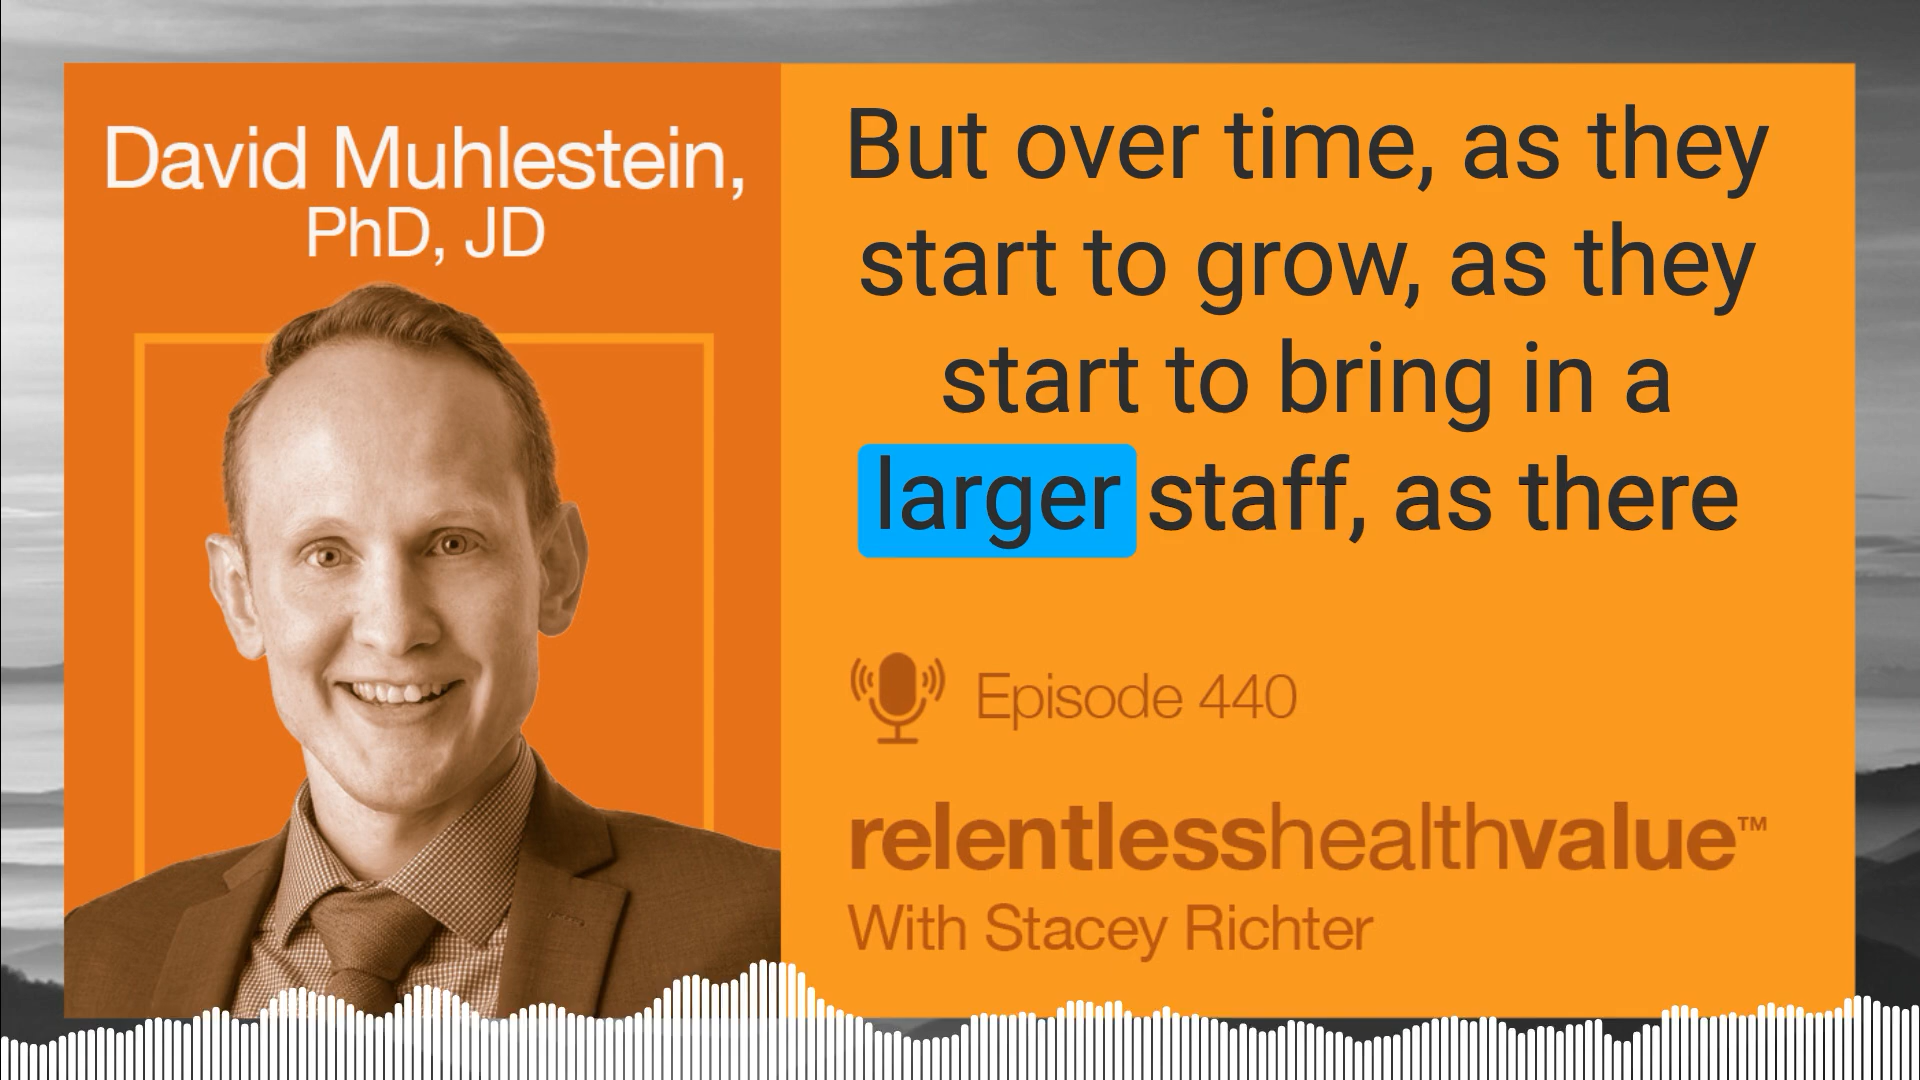 David Muhlestein,
PhD, JD
But over time, as they
start to grow, as they
start to bring in a
larger staff, as there
Episode 440
relentlesshealthvalue™
With Stacey Richter